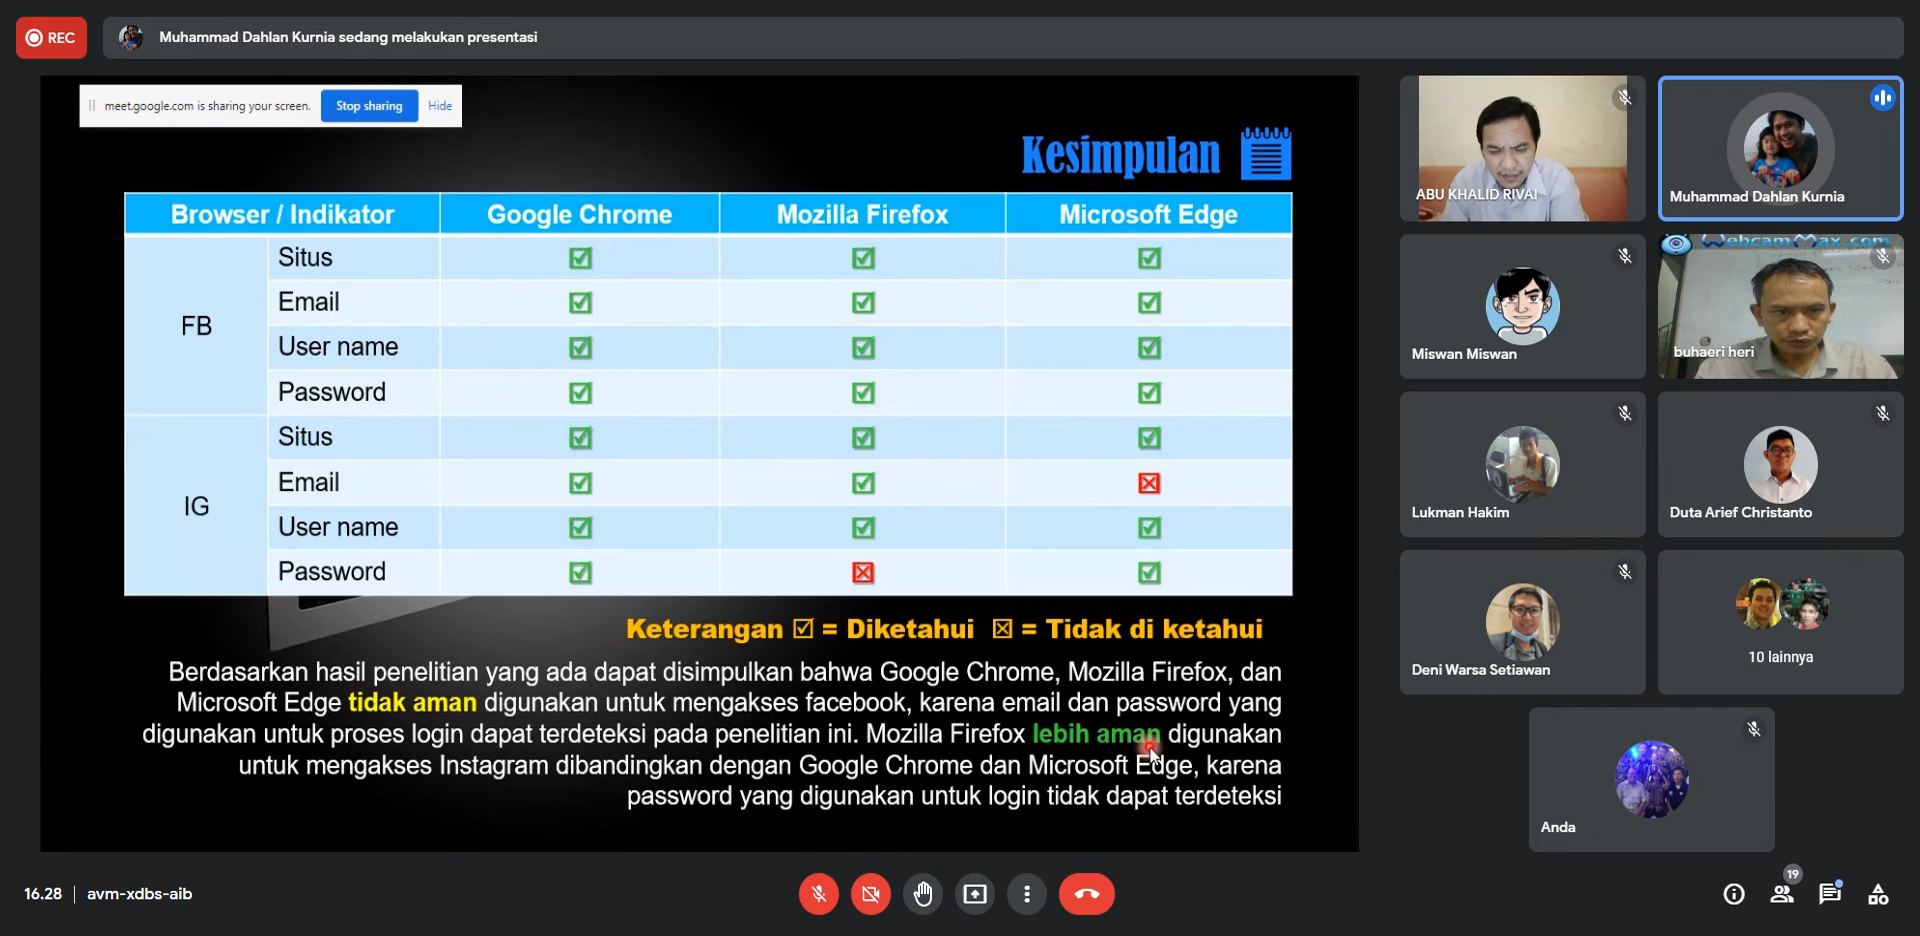 REC
Muhammad Dahlan Kurnia sedang melakukan presentasi
meet.google.com is sharing your screen. Stop sharing Hide
Kesimpulan
Browser / Indikator Google Chrome Mozilla Firefox Microsoft Edge
FB
Situs ☑ ☑ ☑
Email ☑ ☑ ☑
User name ☑ ☑ ☑
Password ☑ ☑ ☑
IG
Situs ☑ ☑ ☑
Email ☑ ☑ ☒
User name ☑ ☑ ☑
Password ☑ ☒ ☑
Keterangan ☑ = Diketahui ☒ = Tidak di ketahui
Berdasarkan hasil penelitian yang ada dapat disimpulkan bahwa Google Chrome, Mozilla Firefox, dan
Microsoft Edge tidak aman digunakan untuk mengakses facebook, karena email dan password yang
digunakan untuk proses login dapat terdeteksi pada penelitian ini. Mozilla Firefox lebih aman digunakan
untuk mengakses Instagram dibandingkan dengan Google Chrome dan Microsoft Edge, karena
password yang digunakan untuk login tidak dapat terdeteksi
ABU KHALID RIVAI
Muhammad Dahlan Kurnia
Miswan Miswan
WebcamMax.com
buhaeri heri
Lukman Hakim
Duta Arief Christanto
Deni Warsa Setiawan
10 lainnya
Anda
16.28 | avm-xdbs-aib
19